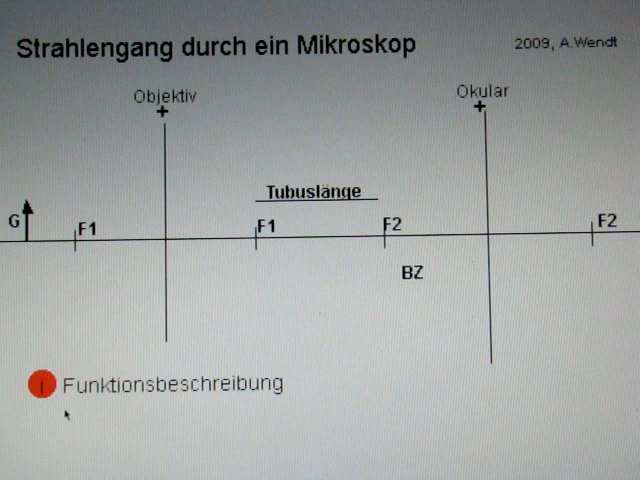 Strahlengang durch ein Mikroskop
2009, A.Wendt
Objektiv
Okular
+
+
Tubuslänge
G
F1
F1
F2
F2
BZ
i Funktionsbeschreibung